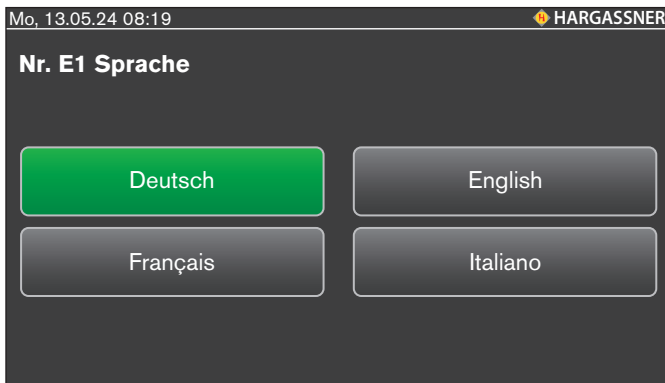 Mo, 13.05.24 08:19
HARGASSNER
Nr. E1 Sprache
Deutsch
English
Français
Italiano